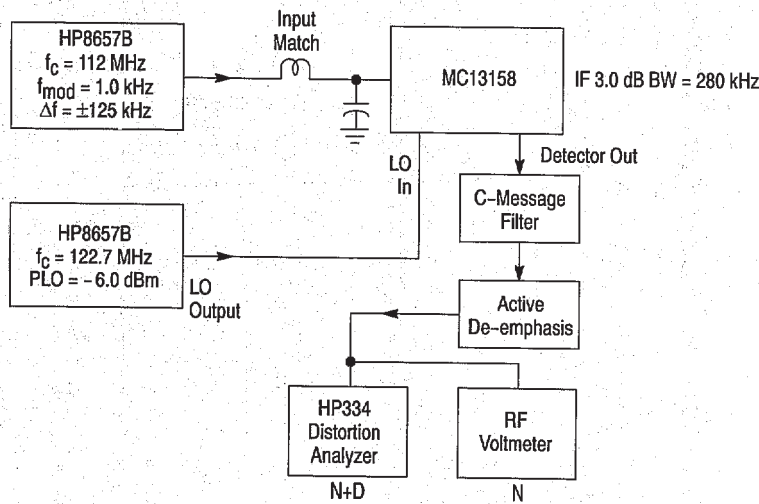 HP8657B
fC = 112 MHz
fmod = 1.0 kHz
Δf = ±125 kHz
Input
Match
MC13158
IF 3.0 dB BW = 280 kHz
LO
In
Detector Out
C–Message
Filter
HP8657B
fC = 122.7 MHz
PLO = – 6.0 dBm
LO
Output
Active
De-emphasis
HP334
Distortion
Analyzer
RF
Voltmeter
N+D
N